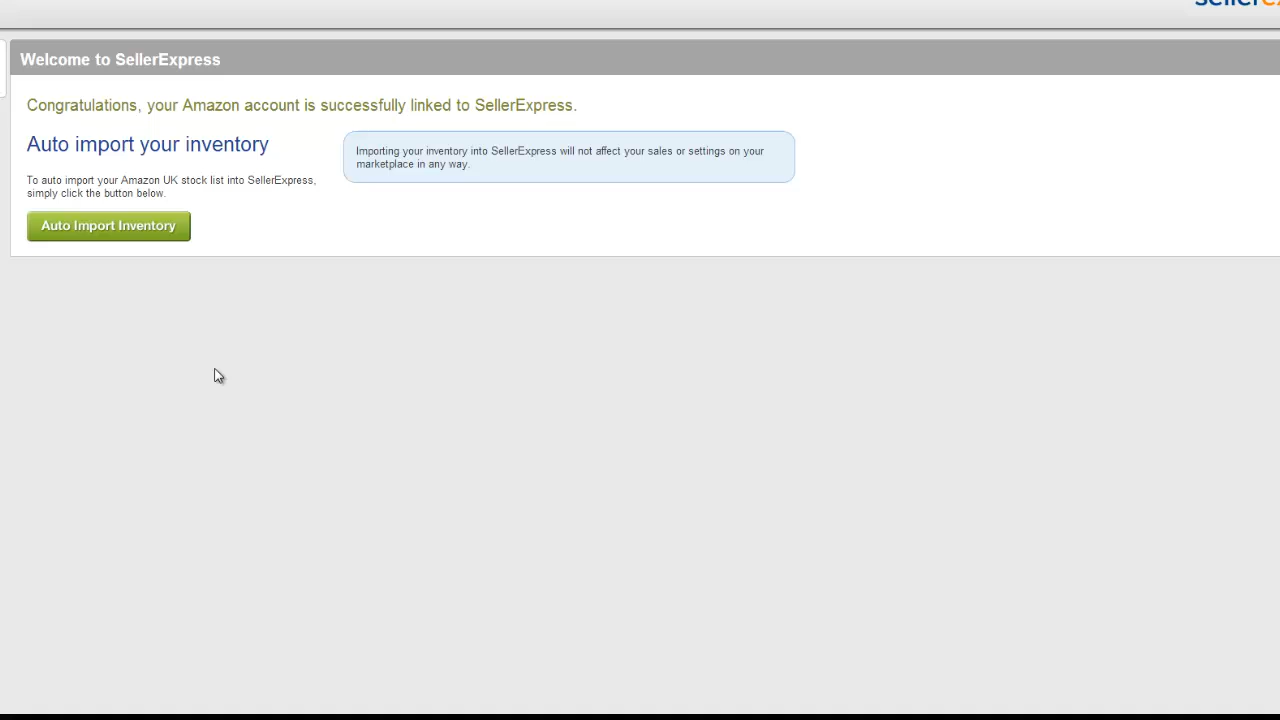 Welcome to SellerExpress
Congratulations, your Amazon account is successfully linked to SellerExpress.
Auto import your inventory
To auto import your Amazon UK stock list into SellerExpress,
simply click the button below.
Auto Import Inventory
Importing your inventory into SellerExpress will not affect your sales or settings on your
marketplace in any way.